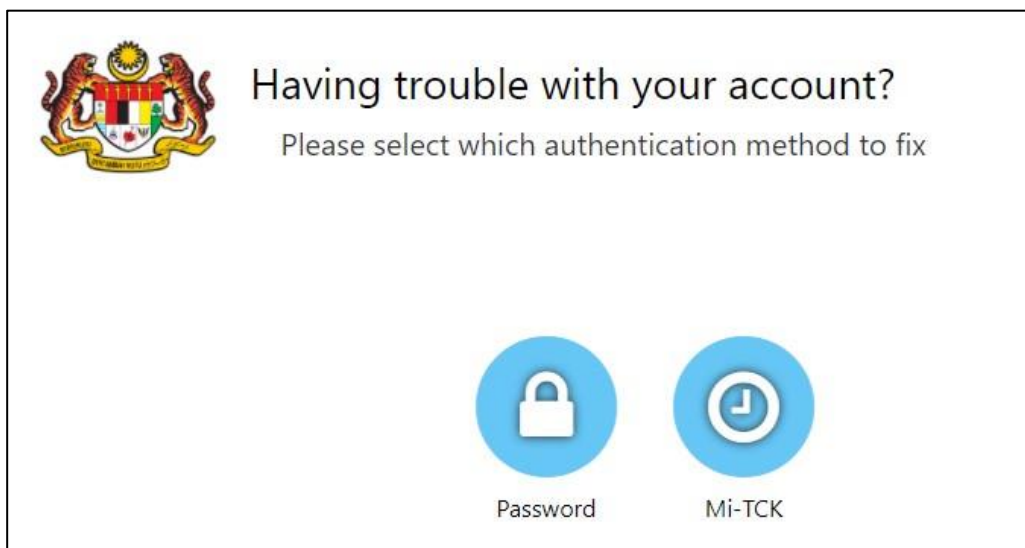 Having trouble with your account?
Please select which authentication method to fix
Password
Mi-TCK